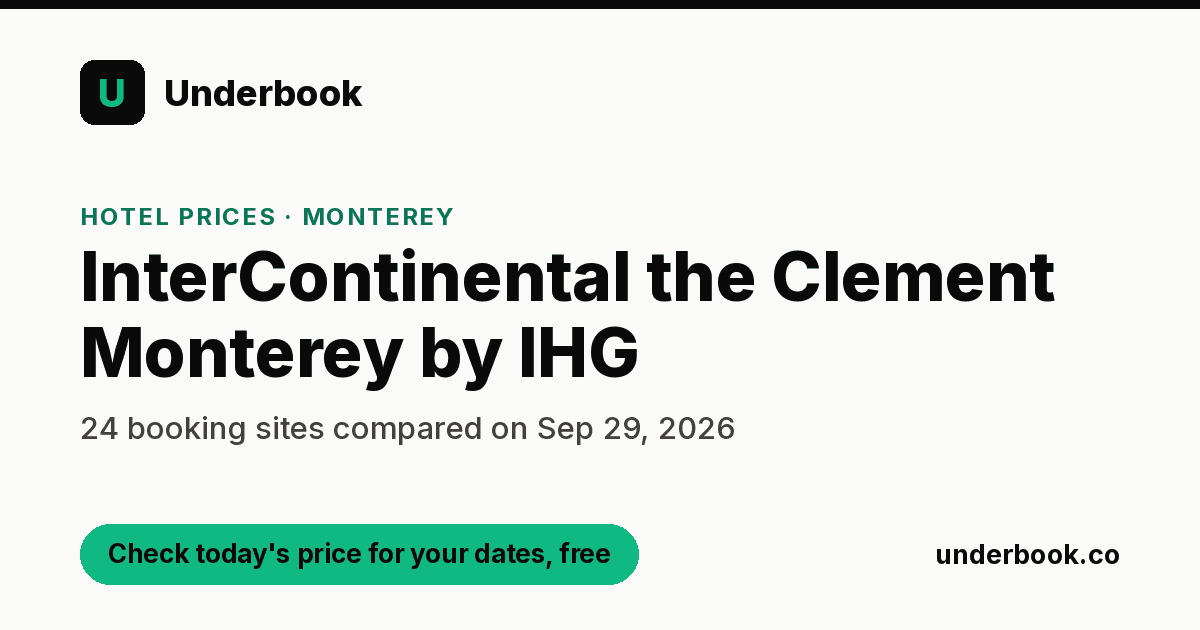 U
Underbook
HOTEL PRICES · MONTEREY
InterContinental the Clement
Monterey by IHG
24 booking sites compared on Sep 29, 2026
Check today's price for your dates, free
underbook.co